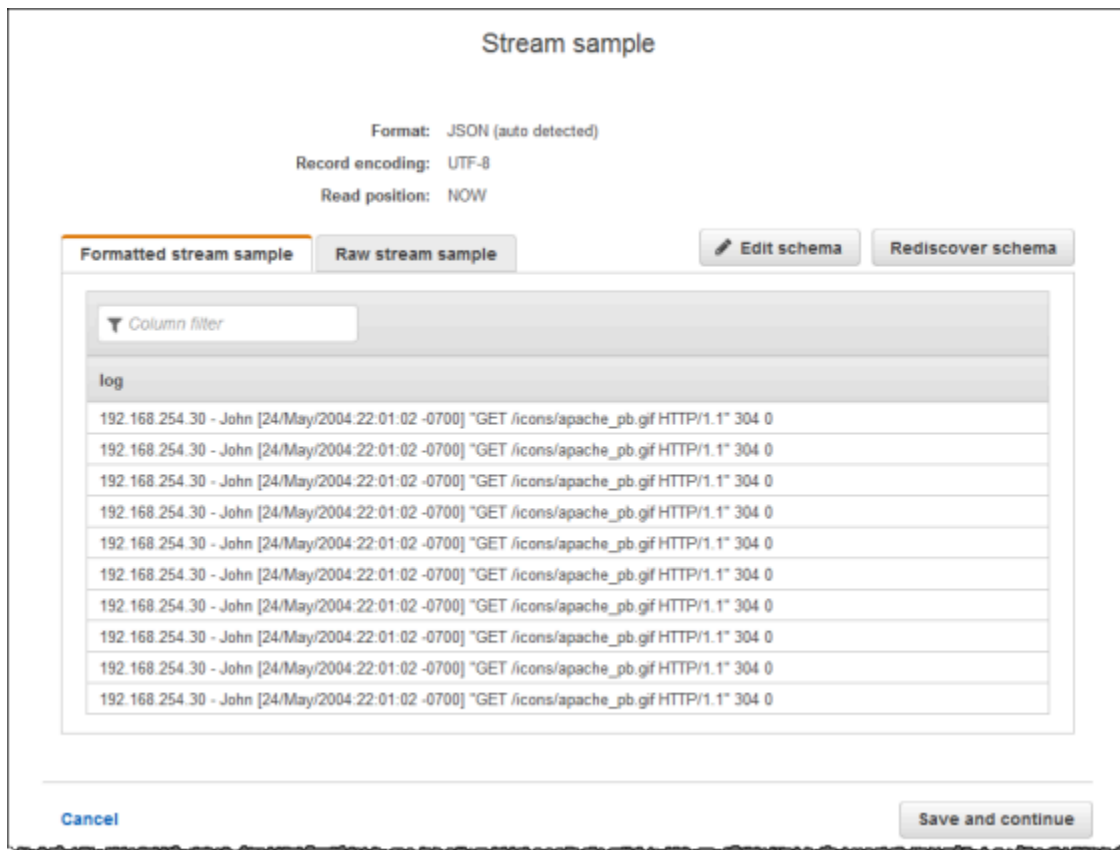 Stream sample
Format: JSON (auto detected)
Record encoding: UTF-8
Read position: NOW
Formatted stream sample Raw stream sample Edit schema Rediscover schema
Column filter
log
192.168.254.30 - John [24/May/2004:22:01:02 -0700] "GET /icons/apache_pb.gif HTTP/1.1" 304 0
192.168.254.30 - John [24/May/2004:22:01:02 -0700] "GET /icons/apache_pb.gif HTTP/1.1" 304 0
192.168.254.30 - John [24/May/2004:22:01:02 -0700] "GET /icons/apache_pb.gif HTTP/1.1" 304 0
192.168.254.30 - John [24/May/2004:22:01:02 -0700] "GET /icons/apache_pb.gif HTTP/1.1" 304 0
192.168.254.30 - John [24/May/2004:22:01:02 -0700] "GET /icons/apache_pb.gif HTTP/1.1" 304 0
192.168.254.30 - John [24/May/2004:22:01:02 -0700] "GET /icons/apache_pb.gif HTTP/1.1" 304 0
192.168.254.30 - John [24/May/2004:22:01:02 -0700] "GET /icons/apache_pb.gif HTTP/1.1" 304 0
192.168.254.30 - John [24/May/2004:22:01:02 -0700] "GET /icons/apache_pb.gif HTTP/1.1" 304 0
192.168.254.30 - John [24/May/2004:22:01:02 -0700] "GET /icons/apache_pb.gif HTTP/1.1" 304 0
192.168.254.30 - John [24/May/2004:22:01:02 -0700] "GET /icons/apache_pb.gif HTTP/1.1" 304 0
Cancel Save and continue